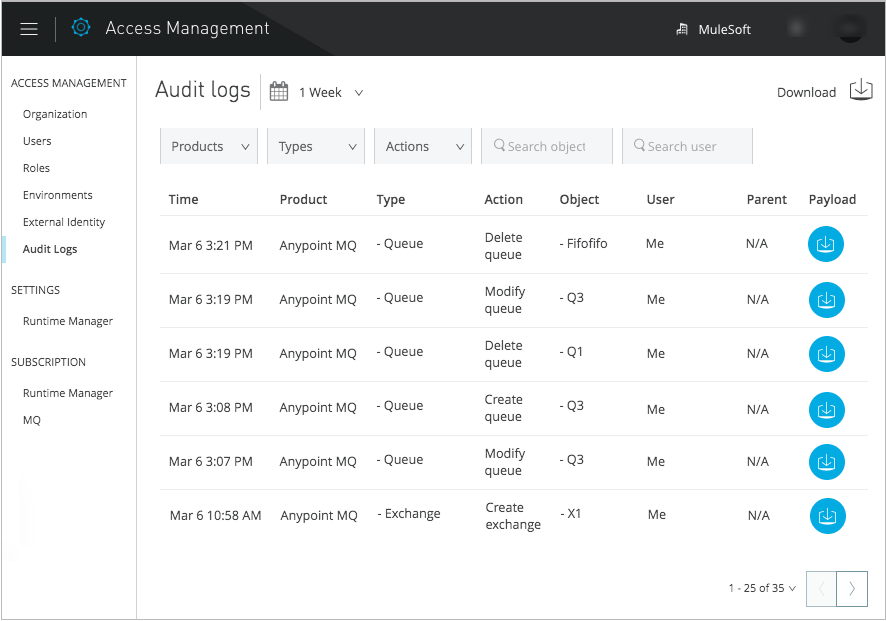 Access Management
MuleSoft
ACCESS MANAGEMENT
Organization
Users
Roles
Environments
External Identity
Audit Logs
SETTINGS
Runtime Manager
SUBSCRIPTION
Runtime Manager
MQ
Audit logs
1 Week
Download
Products
Types
Actions
Search object
Search user
Time Product Type Action Object User Parent Payload
Mar 6 3:21 PM Anypoint MQ - Queue Delete queue - Fifofifo Me N/A
Mar 6 3:19 PM Anypoint MQ - Queue Modify queue - Q3 Me N/A
Mar 6 3:19 PM Anypoint MQ - Queue Delete queue - Q1 Me N/A
Mar 6 3:08 PM Anypoint MQ - Queue Create queue - Q3 Me N/A
Mar 6 3:07 PM Anypoint MQ - Queue Modify queue - Q3 Me N/A
Mar 6 10:58 AM Anypoint MQ - Exchange Create exchange - X1 Me N/A
1 - 25 of 35